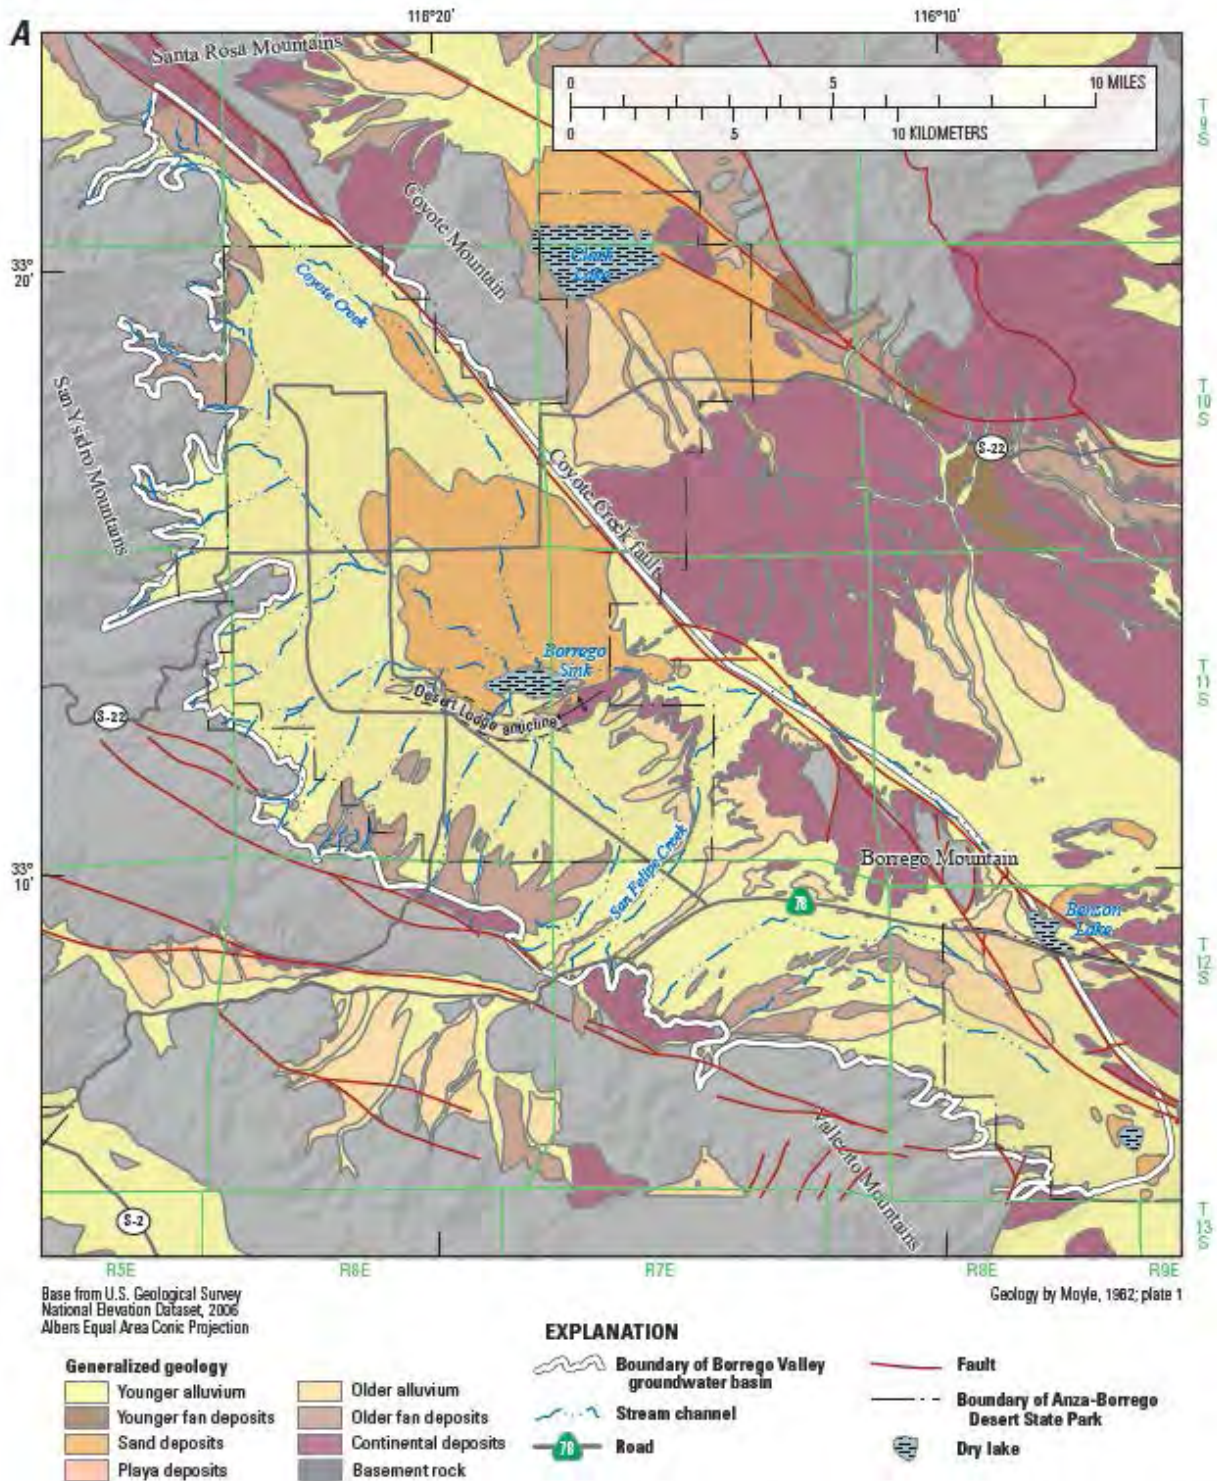 A
116°20'
116°10'
Santa Rosa Mountains
0 5 10 MILES
0 5 10 KILOMETERS
T
9
S
Coyote Mountain
Clark
Lake
33°
20'
Coyote Creek
San Ysidro Mountains
T
10
S
S-22
Coyote Creek fault
Borrego
Sink
T
11
S
S-22
Desert Lodge anticline
Borrego Mountain
33°
10'
San Felipe Creek
78
Benson
Lake
T
12
S
Vallecito Mountains
T
13
S
S-2
R5E
R6E
R7E
R8E
R9E
Base from U.S. Geological Survey
National Elevation Dataset, 2006
Albers Equal Area Conic Projection
Geology by Moyle, 1982; plate 1
EXPLANATION
Generalized geology
Younger alluvium
Younger fan deposits
Sand deposits
Playa deposits
Older alluvium
Older fan deposits
Continental deposits
Basement rock
Boundary of Borrego Valley
groundwater basin
Stream channel
78
Road
Fault
Boundary of Anza-Borrego
Desert State Park
Dry lake